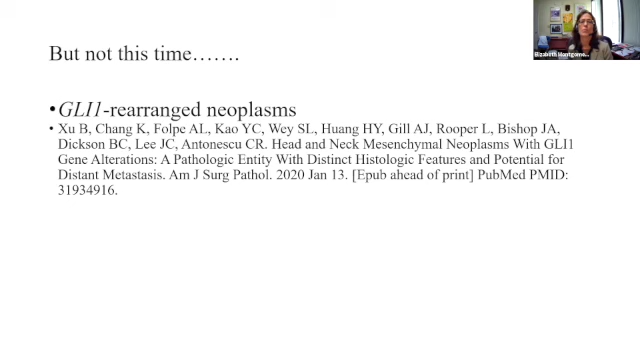 But not this time…….
•GLI1-rearranged neoplasms
• Xu B, Chang K, Folpe AL, Kao YC, Wey SL, Huang HY, Gill AJ, Rooper L, Bishop JA,
Dickson BC, Lee JC, Antonescu CR. Head and Neck Mesenchymal Neoplasms With GLI1
Gene Alterations: A Pathologic Entity With Distinct Histologic Features and Potential for
Distant Metastasis. Am J Surg Pathol. 2020 Jan 13. [Epub ahead of print] PubMed PMID:
31934916.
Elizabeth Montgome...